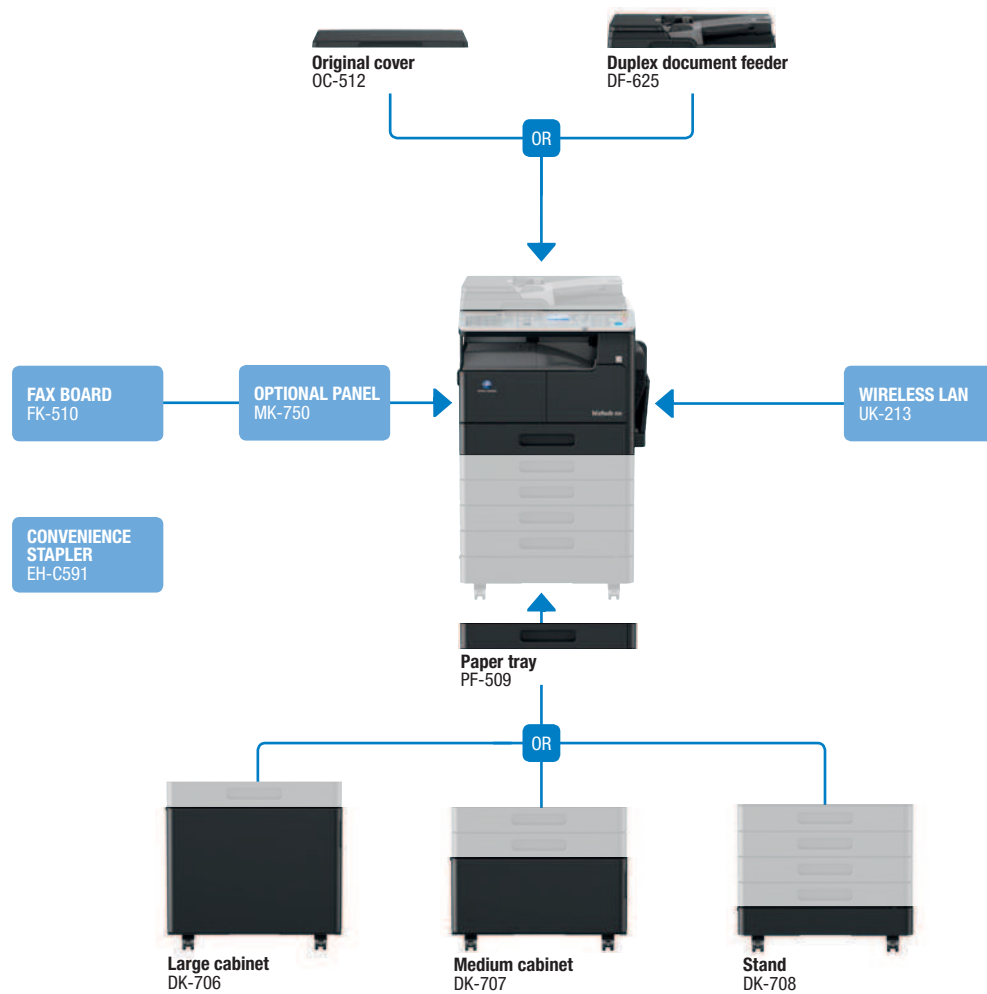 Original cover
OC-512
Duplex document feeder
DF-625
OR
FAX BOARD
FK-510
OPTIONAL PANEL
MK-750
WIRELESS LAN
UK-213
CONVENIENCE
STAPLER
EH-C591
Paper tray
PF-509
OR
Large cabinet
DK-706
Medium cabinet
DK-707
Stand
DK-708